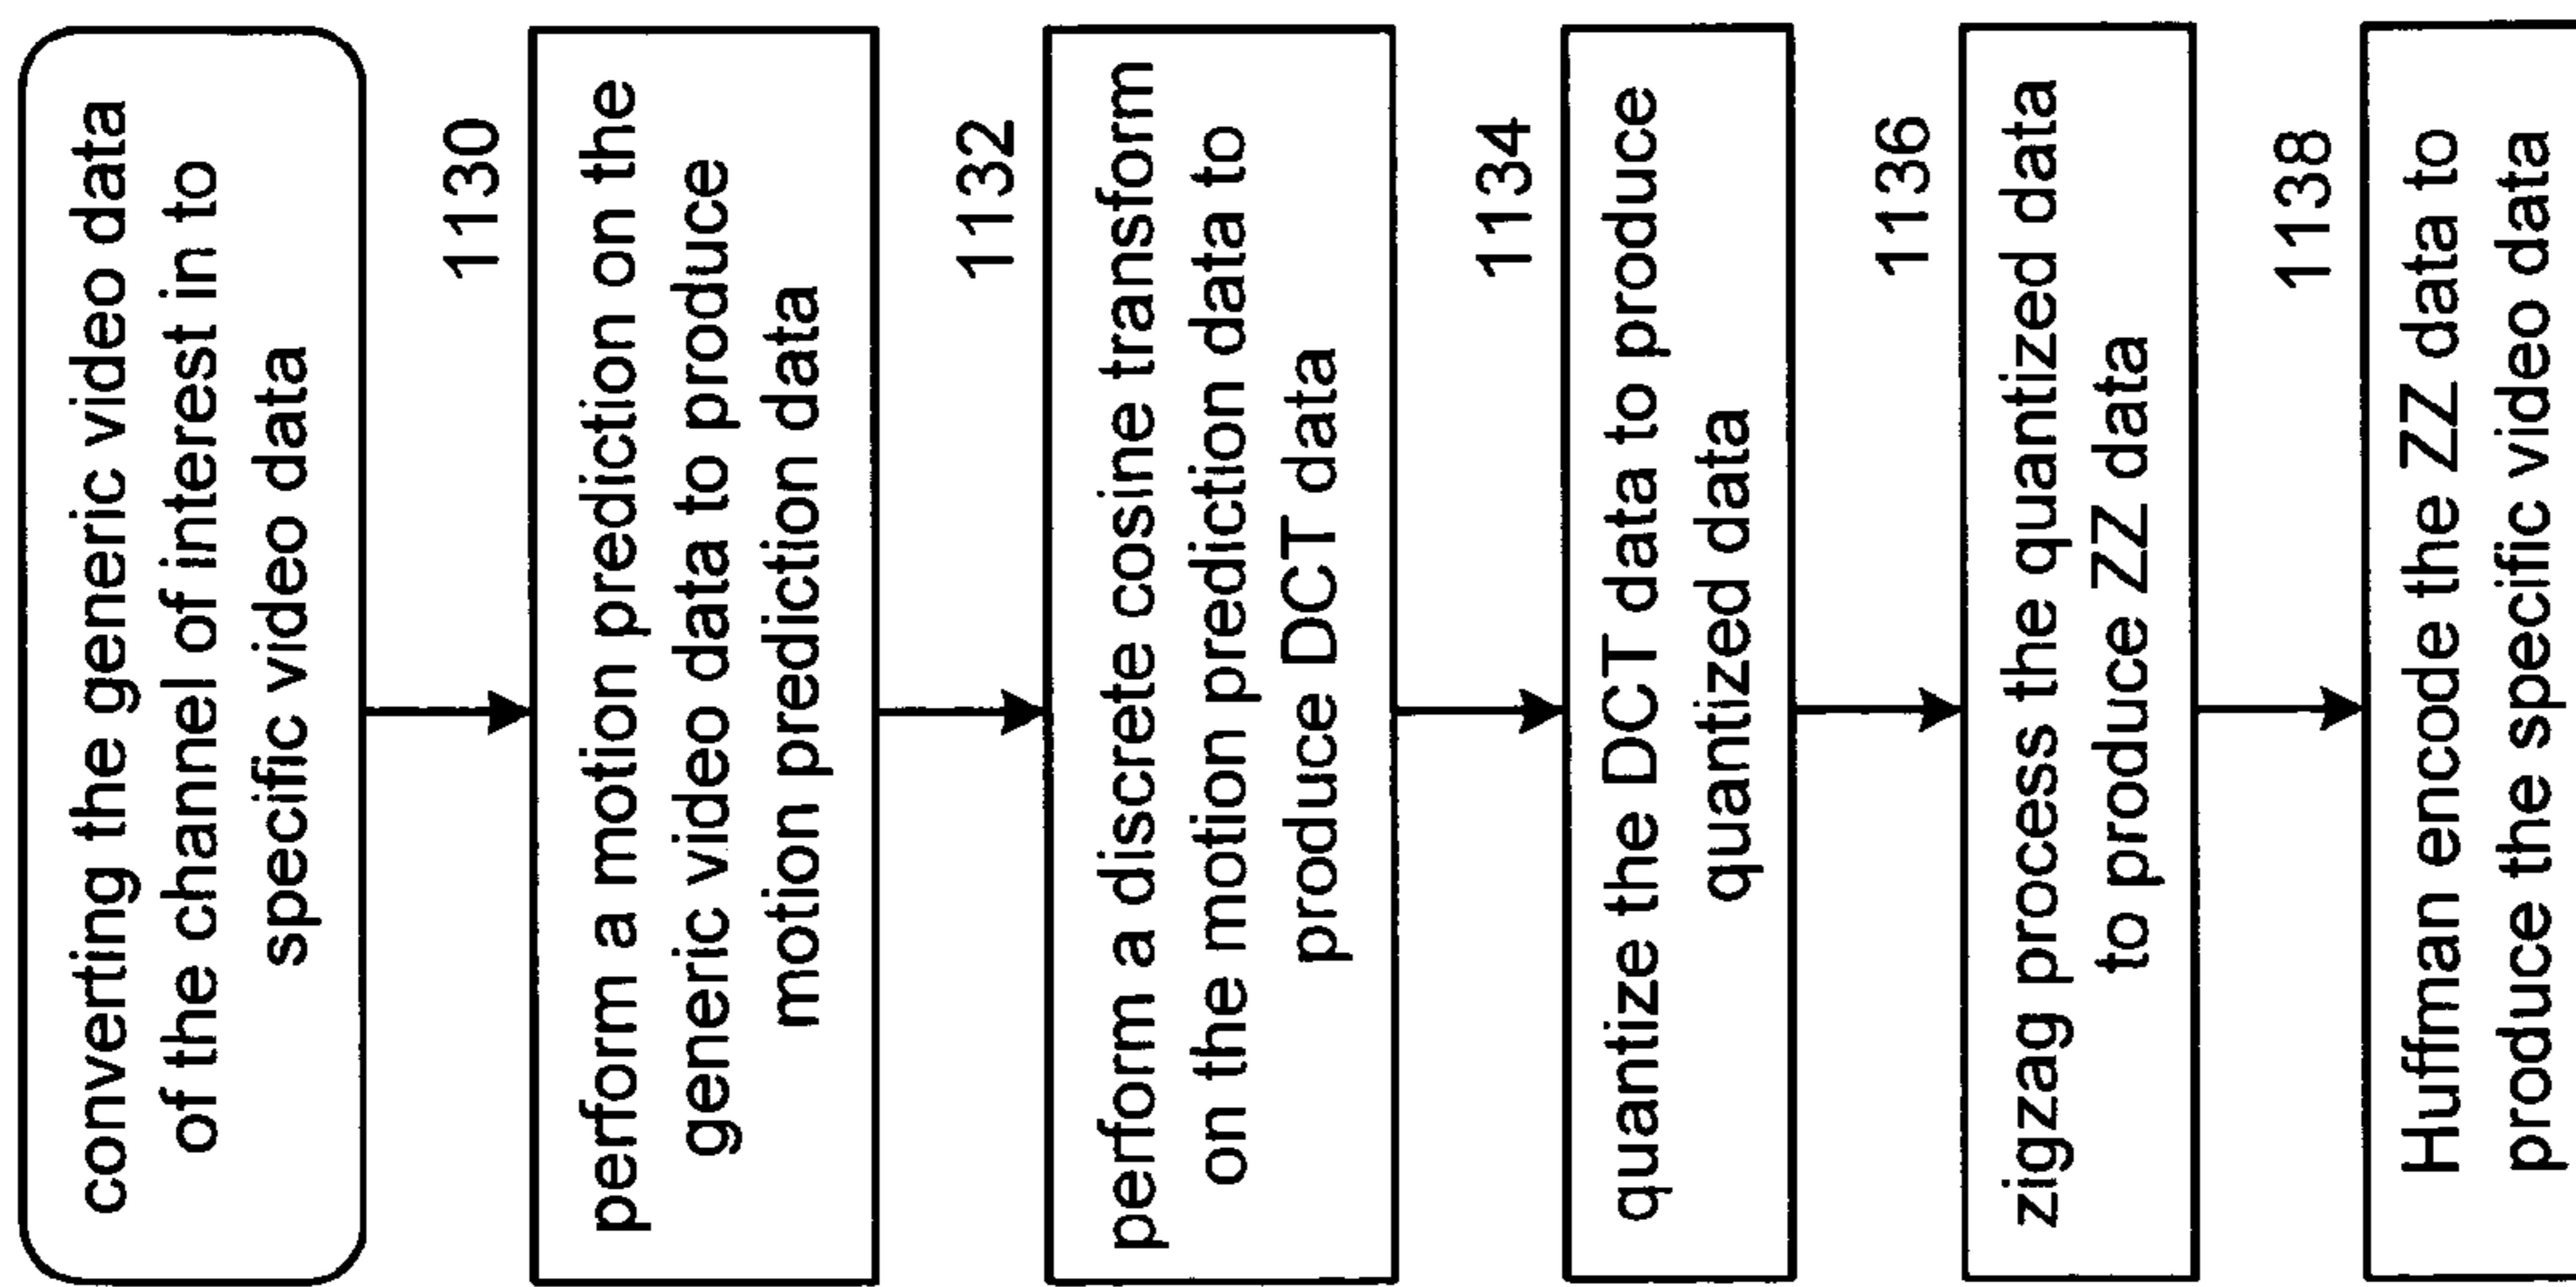 converting the generic video data
of the channel of interest in to
specific video data
1130
perform a motion prediction on the
generic video data to produce
motion prediction data
1132
perform a discrete cosine transform
on the motion prediction data to
produce DCT data
1134
quantize the DCT data to produce
quantized data
1136
zigzag process the quantized data
to produce ZZ data
1138
Huffman encode the ZZ data to
produce the specific video data